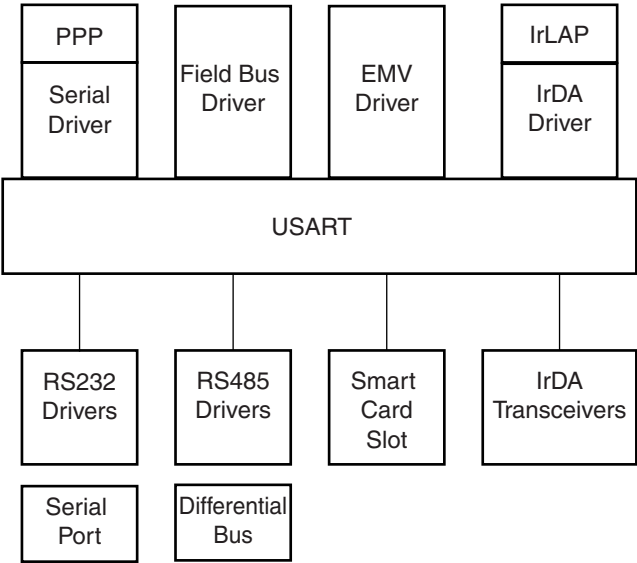 PPP
Serial
Driver
Field Bus
Driver
EMV
Driver
IrLAP
IrDA
Driver
USART
RS232
Drivers
RS485
Drivers
Smart
Card
Slot
IrDA
Transceivers
Serial
Port
Differential
Bus